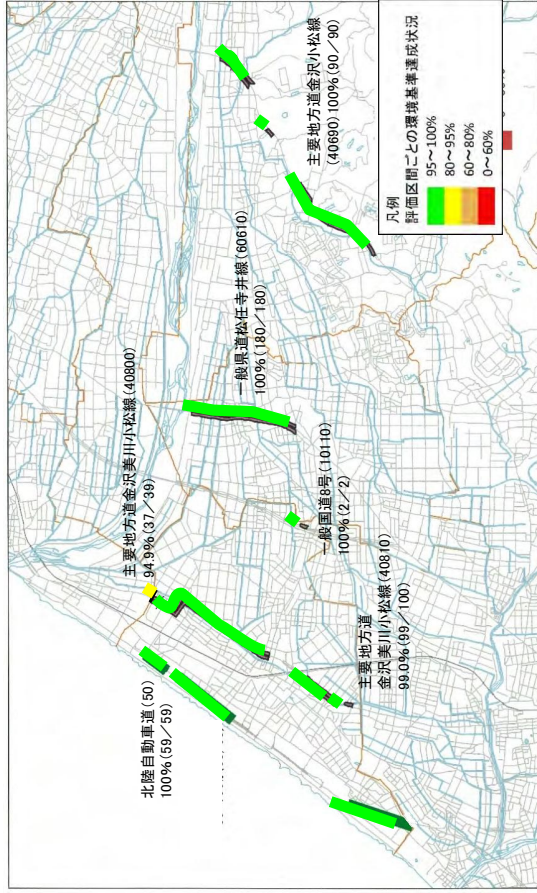 主要地方道金沢小松線
(40690)100%(90/90)
一般県道松任寺井線(60610)
100%(180/180)
主要地方道金沢美川小松線(40800)
94.9%(37/39)
一般国道8号(10110)
100%(2/2)
北陸自動車道(50)
100%(59/59)
主要地方道
金沢美川小松線(40810)
99.0%(99/100)
凡例
評価区間ごとの環境基準達成状況
95~100%
80~95%
60~80%
0~60%